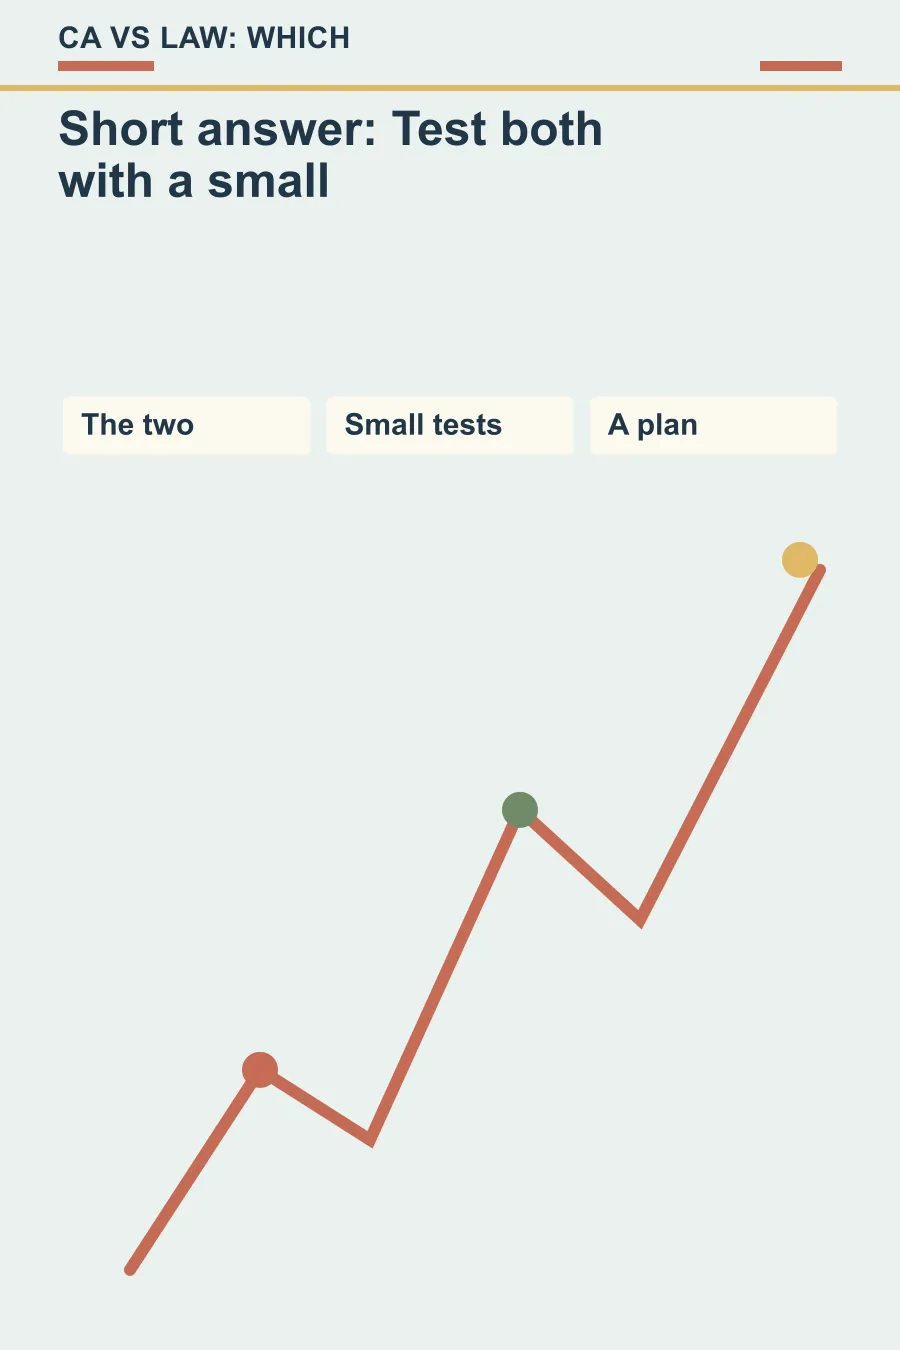 CA VS LAW: WHICH
Short answer: Test both
with a small
The two
Small tests
A plan